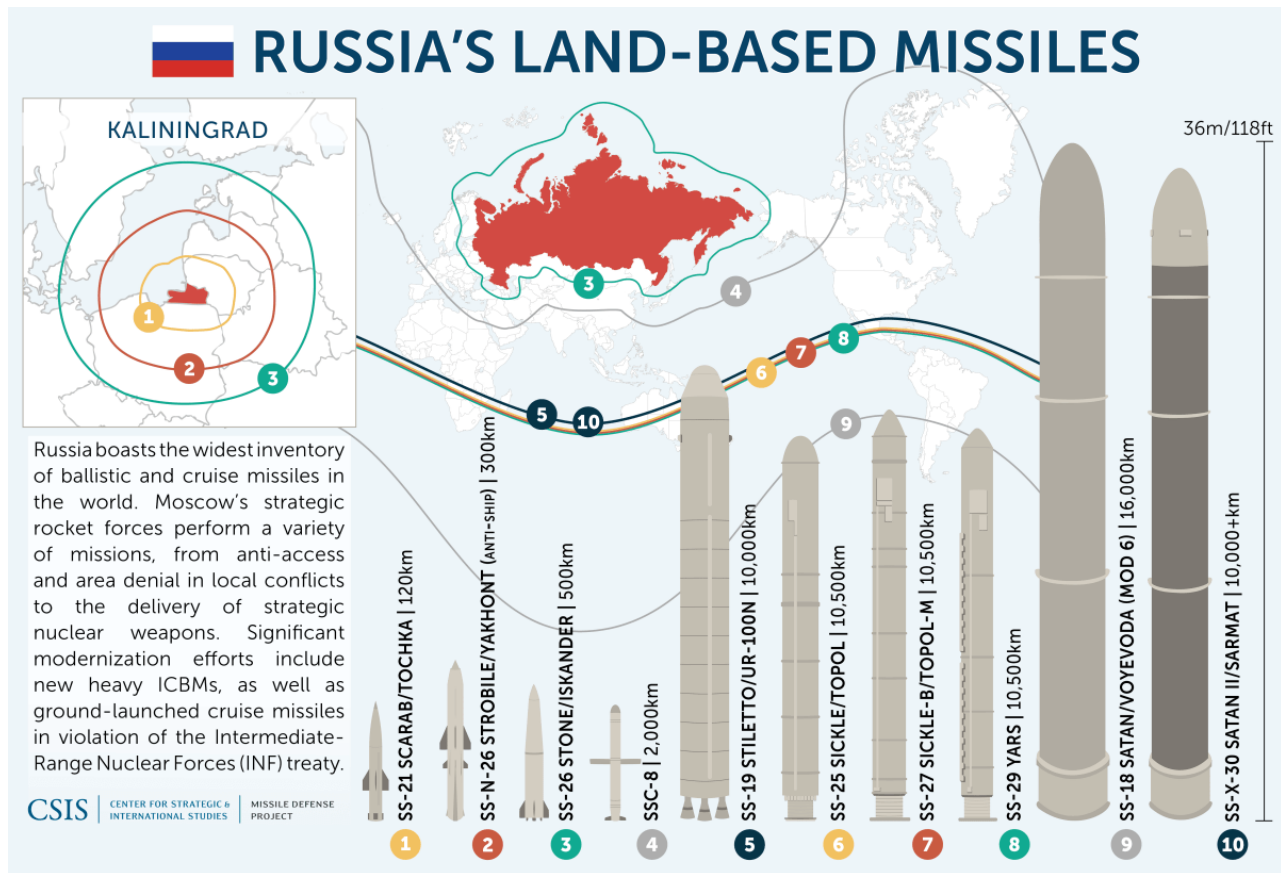 RUSSIA'S LAND-BASED MISSILES
KALININGRAD
1
2
3
36m/118ft
3
4
5
10
6
7
8
9
Russia boasts the widest inventory
of ballistic and cruise missiles in
the world. Moscow's strategic
rocket forces perform a variety
of missions, from anti-access
and area denial in local conflicts
to the delivery of strategic
nuclear weapons. Significant
modernization efforts include
new heavy ICBMs, as well as
ground-launched cruise missiles
in violation of the Intermediate-
Range Nuclear Forces (INF) treaty.
CSIS
CENTER FOR STRATEGIC &
INTERNATIONAL STUDIES
MISSILE DEFENSE
PROJECT
SS-21 SCARAB/TOCHKA | 120km
1
SS-N-26 STROBILE/YAKHONT (ANTI-SHIP) | 300km
2
SS-26 STONE/ISKANDER | 500km
3
SSC-8 | 2,000km
4
SS-19 STILETTO/UR-100N | 10,000km
5
SS-25 SICKLE/TOPOL | 10,500km
6
SS-27 SICKLE-B/TOPOL-M | 10,500km
7
SS-29 YARS | 10,500km
8
SS-18 SATAN/VOYEVODA (MOD 6) | 16,000km
9
SS-X-30 SATAN II/SARMAT | 10,000+km
10